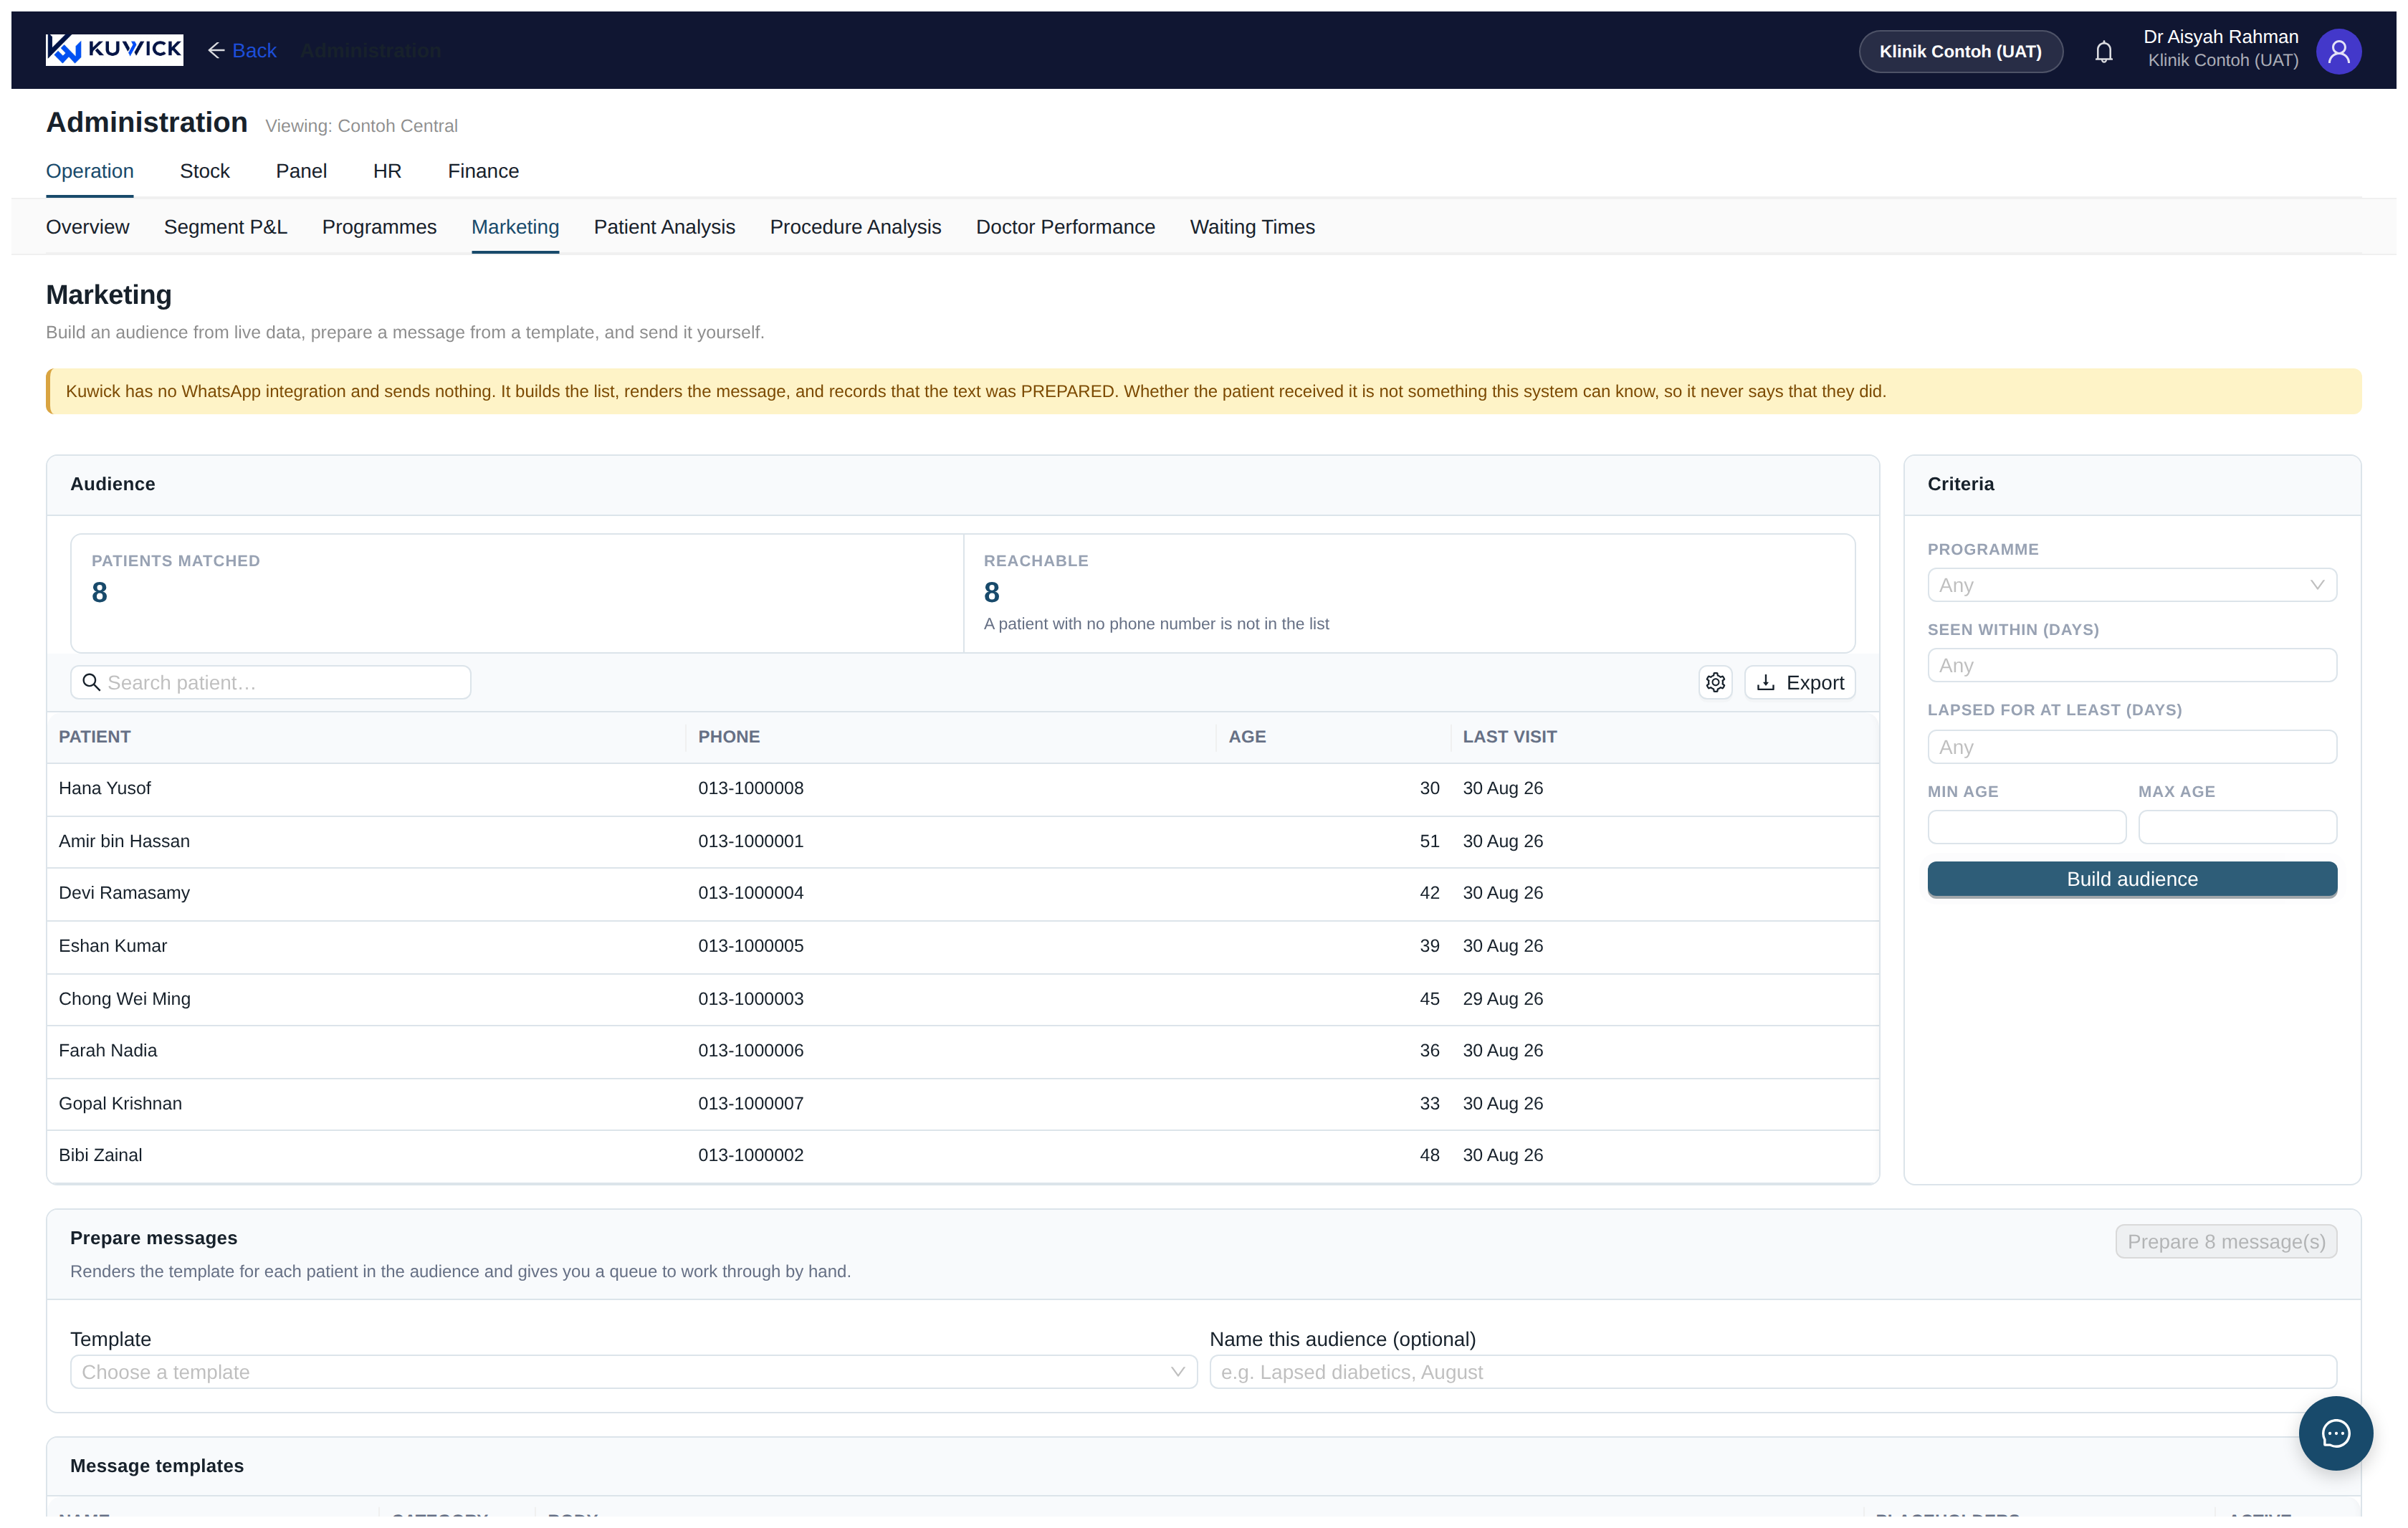 KUWICK
Back
Administration
Klinik Contoh (UAT)
Dr Aisyah Rahman
Klinik Contoh (UAT)
Administration
Viewing: Contoh Central
Operation
Stock
Panel
HR
Finance
Overview
Segment P&L
Programmes
Marketing
Patient Analysis
Procedure Analysis
Doctor Performance
Waiting Times
Marketing
Build an audience from live data, prepare a message from a template, and send it yourself.
Kuwick has no WhatsApp integration and sends nothing. It builds the list, renders the message, and records that the text was PREPARED. Whether the patient received it is not something this system can know, so it never says that they did.
Audience
PATIENTS MATCHED
8
REACHABLE
8
A patient with no phone number is not in the list
Search patient…
Export
PATIENT PHONE AGE LAST VISIT
Hana Yusof 013-1000008 30 30 Aug 26
Amir bin Hassan 013-1000001 51 30 Aug 26
Devi Ramasamy 013-1000004 42 30 Aug 26
Eshan Kumar 013-1000005 39 30 Aug 26
Chong Wei Ming 013-1000003 45 29 Aug 26
Farah Nadia 013-1000006 36 30 Aug 26
Gopal Krishnan 013-1000007 33 30 Aug 26
Bibi Zainal 013-1000002 48 30 Aug 26
Criteria
PROGRAMME
Any
SEEN WITHIN (DAYS)
Any
LAPSED FOR AT LEAST (DAYS)
Any
MIN AGE
MAX AGE
Build audience
Prepare messages
Renders the template for each patient in the audience and gives you a queue to work through by hand.
Prepare 8 message(s)
Template
Choose a template
Name this audience (optional)
e.g. Lapsed diabetics, August
Message templates
NAME CATEGORY BODY PLACEHOLDERS ACTIVE